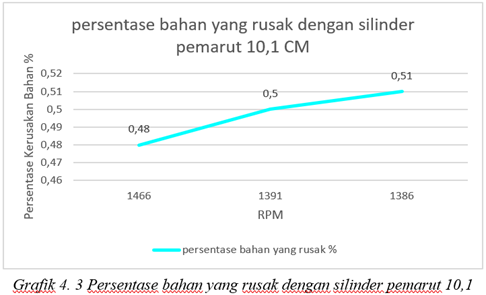 persentase bahan yang rusak dengan silinder
pemarut 10,1 CM
Persentase Kerusakan Bahan %
0,52
0,51
0,5
0,49
0,48
0,47
0,46
0,48
0,5
0,51
1466
1391
1386
RPM
persentase bahan yang rusak %
Grafik 4. 3 Persentase bahan yang rusak dengan silinder pemarut 10,1